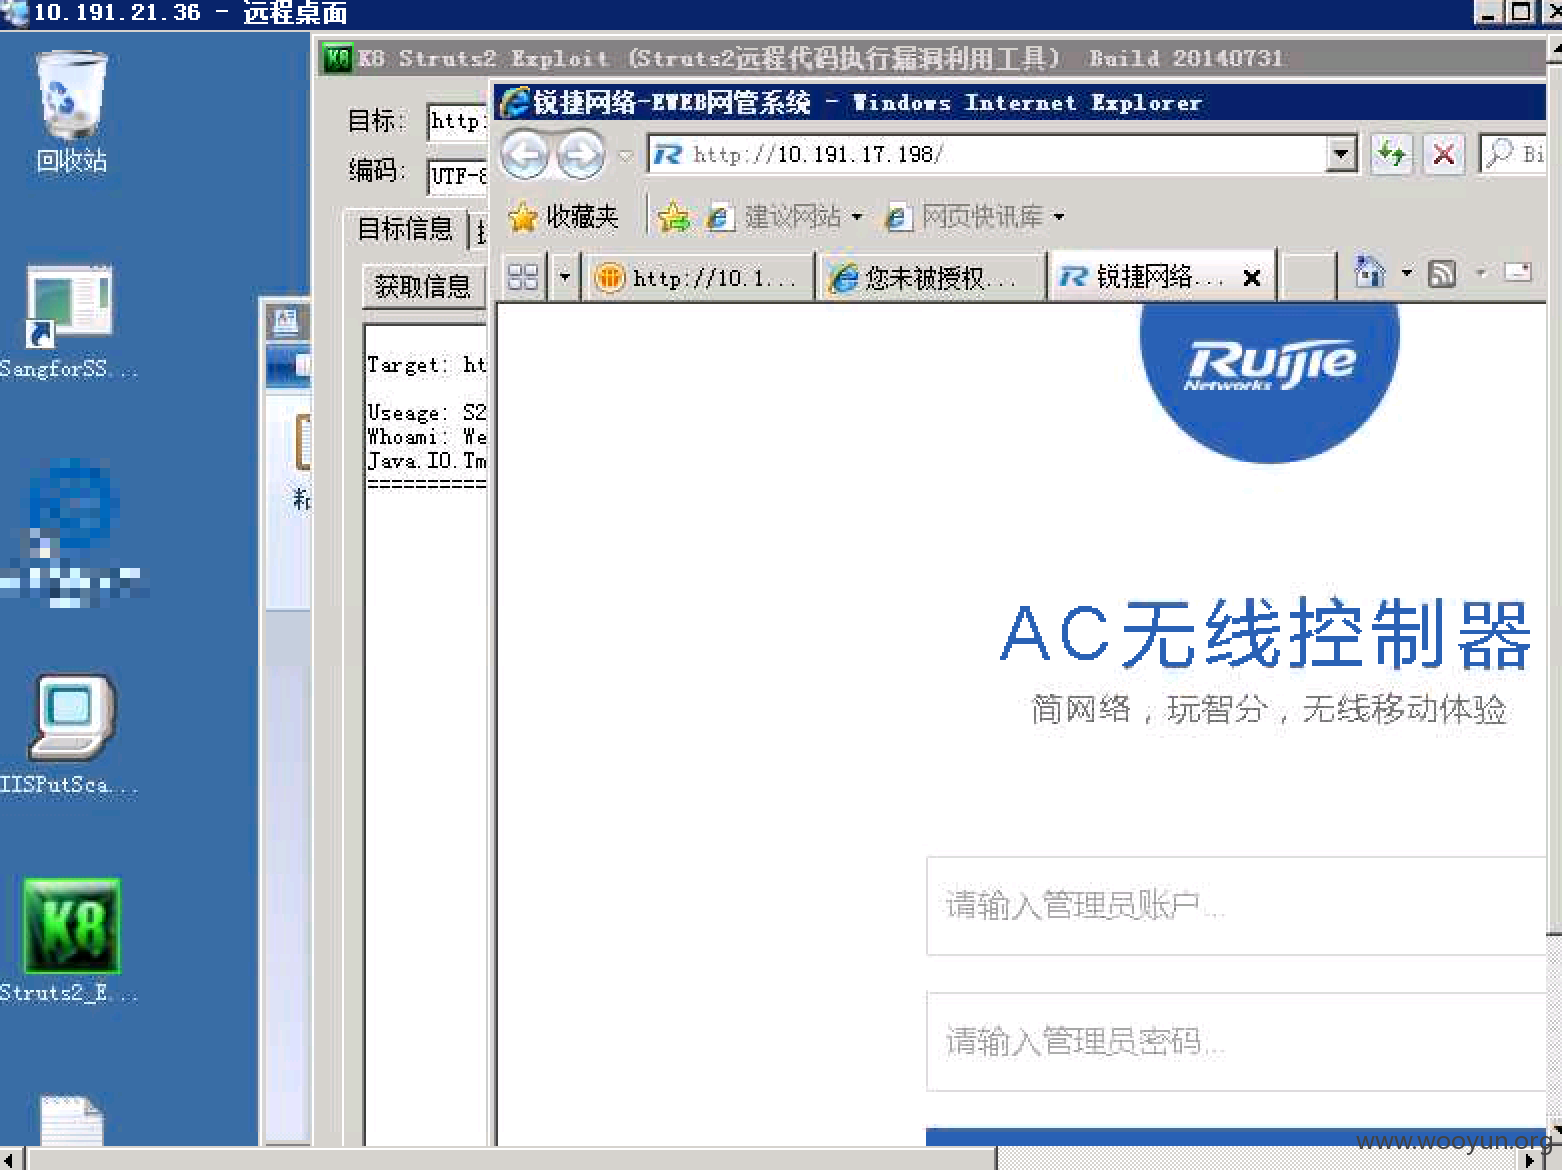 10.191.21.36 - 远程桌面
回收站
SangforSS...
IISPutSca...
K8
Struts2_E...
K8 Struts2 Exploit (Struts2远程代码执行漏洞利用工具) Build 20140731
目标: http:
编码: UTF-8
目标信息
获取信息
Target: ht
Useage: S2
Whoami: We
Java.IO.Tm
==========
锐捷网络-EWEB网管系统 - Windows Internet Explorer
http://10.191.17.198/
Bi
收藏夹 建议网站 网页快讯库
http://10.1... 您未被授权... 锐捷网络...
Ruijie
Networks
AC无线控制器
简网络，玩智分，无线移动体验
请输入管理员账户...
请输入管理员密码...
www.wooyun.org